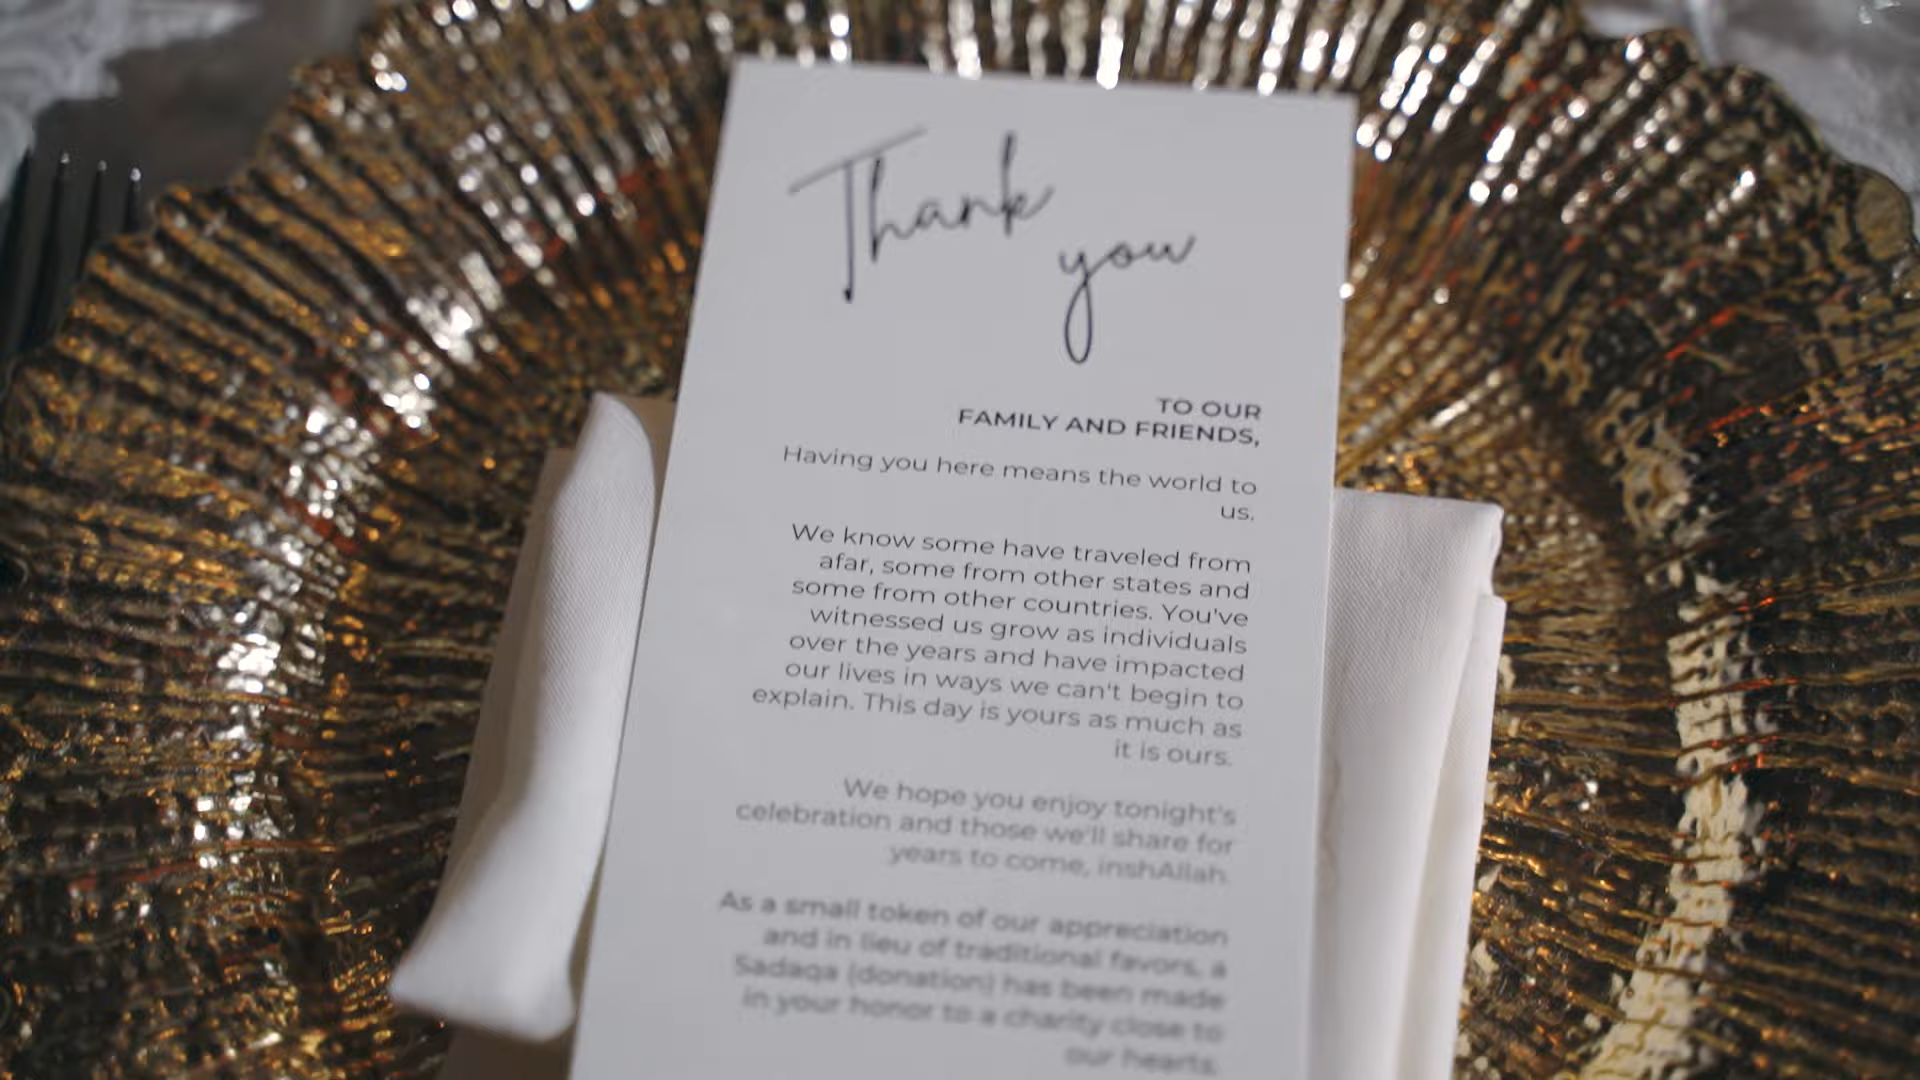 Thank
you
TO OUR
FAMILY AND FRIENDS,
Having you here means the world to
us.
We know some have traveled from
afar, some from other states and
some from other countries. You've
witnessed us grow as individuals
over the years and have impacted
our lives in ways we can't begin to
explain. This day is yours as much as
it is ours.
We hope you enjoy tonight's
celebration and those we'll share for
years to come, inshAllah.
As a small token of our appreciation
and in lieu of traditional favors, a
Sadaqa (donation) has been made
in your honor to a charity close to
our hearts.